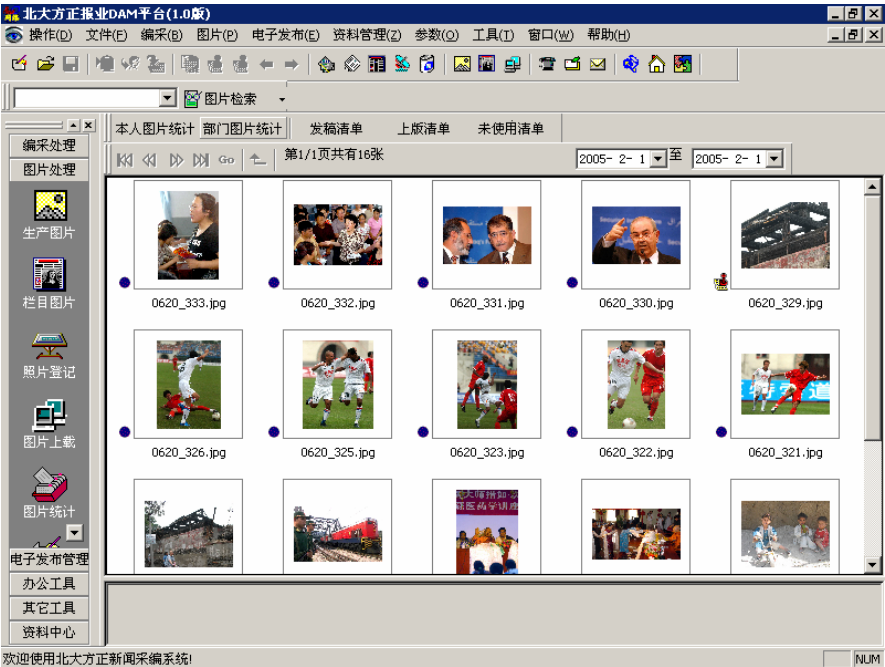 北大方正报业DAM平台(1.0版)
操作(D) 文件(F) 编采(B) 图片(P) 电子发布(E) 资料管理(Z) 参数(O) 工具(T) 窗口(W) 帮助(H)
图片检索
本人图片统计 部门图片统计 发稿清单 上版清单 未使用清单
Go 第1/1页共有16张 2005- 2- 1 至 2005- 2- 1
编采处理
图片处理
生产图片
栏目图片
照片登记
图片上载
图片统计
电子发布管理
办公工具
其它工具
资料中心
0620_333.jpg 0620_332.jpg 0620_331.jpg 0620_330.jpg 0620_329.jpg
0620_326.jpg 0620_325.jpg 0620_323.jpg 0620_322.jpg 0620_321.jpg
欢迎使用北大方正新闻采编系统! NUM